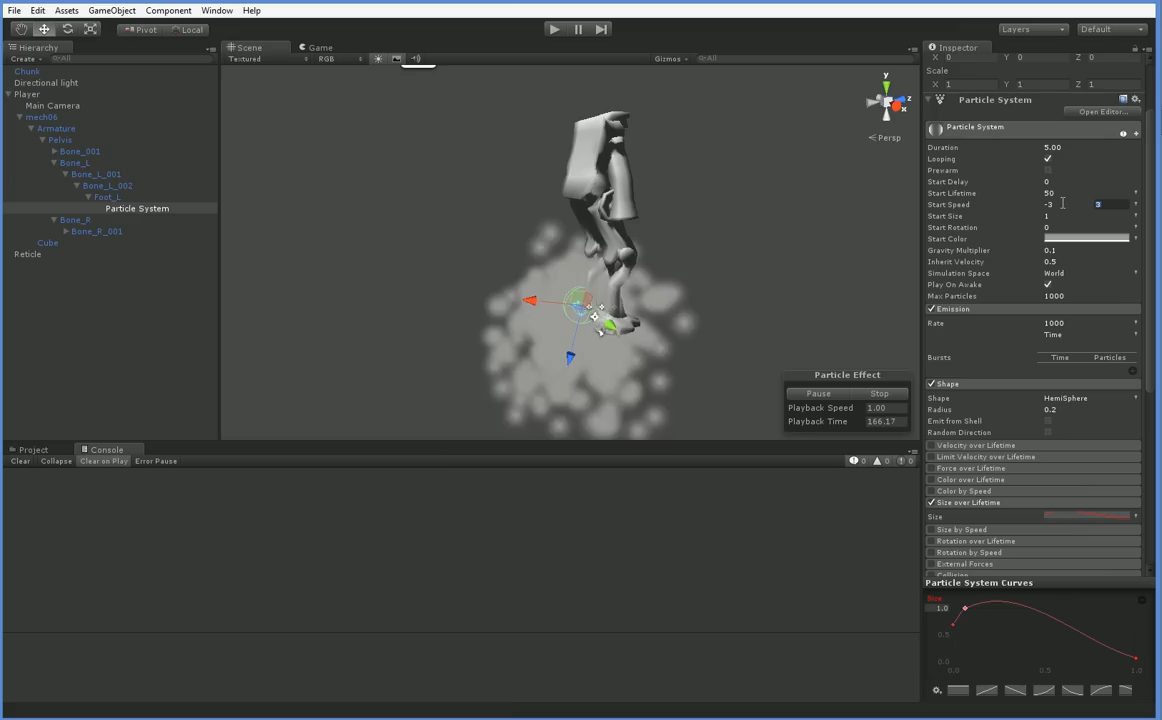 File Edit Assets GameObject Component Window Help
Pivot Local Layers Default
Hierarchy
Create All
Chunk
Directional light
Player
Main Camera
mech06
Armature
Pelvis
Bone_001
Bone_L
Bone_L_001
Bone_L_002
Foot_L
Particle System
Bone_R
Bone_R_001
Cube
Reticle
Scene Game
Textured RGB Gizmos All
y
z
Persp
Particle Effect
Pause Stop
Playback Speed 1.00
Playback Time 166.17
Project Console
Clear Collapse Clear on Play Error Pause 0 0 0
Inspector
X 0 Y 0 Z 0
Scale
X 1 Y 1 Z 1
Particle System
Open Editor...
Particle System
Duration 5.00
Looping
Prewarm
Start Delay 0
Start Lifetime 50
Start Speed -3 3
Start Size 1
Start Rotation 0
Start Color
Gravity Multiplier 0.1
Inherit Velocity 0.5
Simulation Space World
Play On Awake
Max Particles 1000
Emission
Rate 1000
Time
Bursts Time Particles
Shape
Shape HemiSphere
Radius 0.2
Emit from Shell
Random Direction
Velocity over Lifetime
Limit Velocity over Lifetime
Force over Lifetime
Color over Lifetime
Color by Speed
Size over Lifetime
Size
Size by Speed
Rotation over Lifetime
Rotation by Speed
External Forces
Collision
Particle System Curves
Size
1.0
0.5
0.0
0.0 0.5 1.0